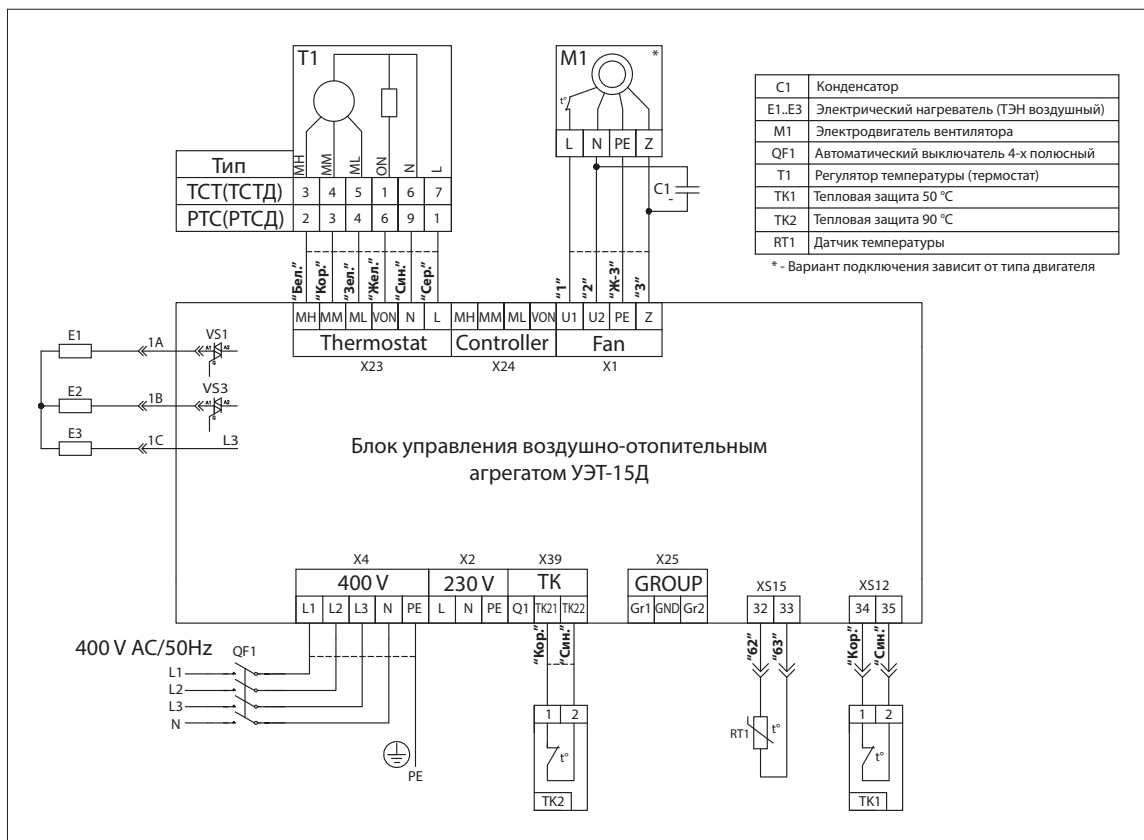 T1
M1 *
t°
MH MM ML ON N L
L N PE Z
Тип
ТСТ(ТСТД) 3 4 5 1 6 7
РТС(РТСД) 2 3 4 6 9 1
C1
C1 Конденсатор
E1..E3 Электрический нагреватель (ТЭН воздушный)
M1 Электродвигатель вентилятора
QF1 Автоматический выключатель 4-х полюсный
T1 Регулятор температуры (термостат)
TK1 Тепловая защита 50 °C
TK2 Тепловая защита 90 °C
RT1 Датчик температуры
* - Вариант подключения зависит от типа двигателя
"Бел." "Кор." "Зел." "Жел." "Син." "Сер."
"1" "2" "Ж-З" "3"
MH MM ML VON N L MH MM ML VON U1 U2 PE Z
Thermostat Controller Fan
X23 X24 X1
E1 1A VS1
A1 A2
G
E2 1B VS3
A1 A2
G
E3 1C L3
Блок управления воздушно-отопительным
агрегатом УЭТ-15Д
X4 X2 X39 X25
400 V 230 V TK GROUP XS15 XS12
L1 L2 L3 N PE L N PE Q1 TK21 TK22 Gr1 GND Gr2 32 33 34 35
"Кор." "Син." "62" "63" "Кор." "Син."
400 V AC/50Hz QF1
L1
L2
L3
N
PE
1 2
t°
TK2
RT1 t°
1 2
t°
TK1